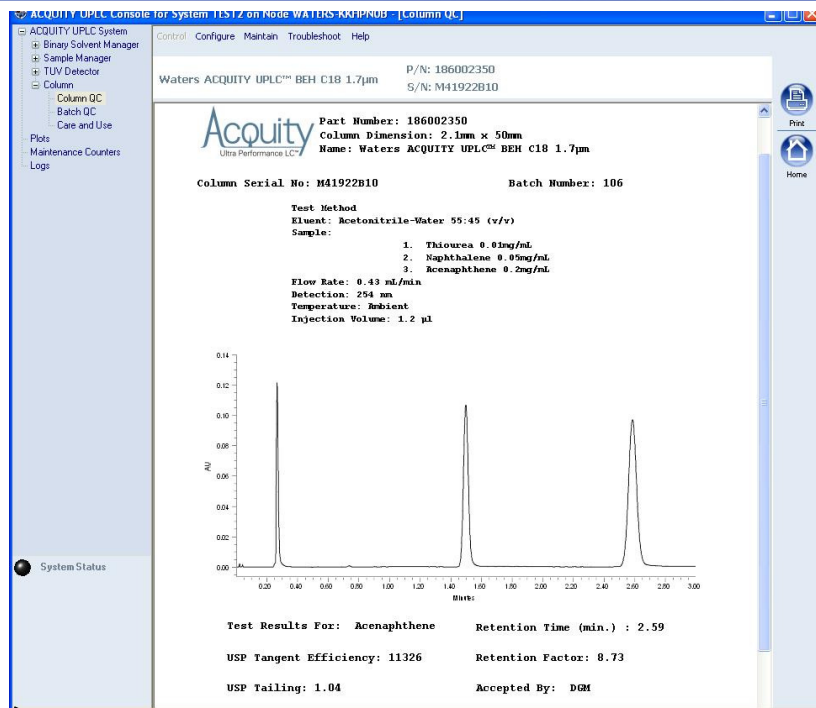 ACQUITY UPLC Console for System TEST2 on Node WATERS-KKHPNUB - [Column QC]
ACQUITY UPLC System
Binary Solvent Manager
Sample Manager
TUV Detector
Column
Column QC
Batch QC
Care and Use
Plots
Maintenance Counters
Logs
System Status
Control Configure Maintain Troubleshoot Help
Waters ACQUITY UPLC™ BEH C18 1.7µm
P/N: 186002350
S/N: M41922B10
Print
Home
Acquity
Ultra Performance LC™
Part Number: 186002350
Column Dimension: 2.1mm x 50mm
Name: Waters ACQUITY UPLC™ BEH C18 1.7µm
Column Serial No: M41922B10 Batch Number: 106
Test Method
Eluent: Acetonitrile-Water 55:45 (v/v)
Sample:
1. Thiourea 0.01mg/mL
2. Naphthalene 0.05mg/mL
3. Acenaphthene 0.2mg/mL
Flow Rate: 0.43 mL/min
Detection: 254 nm
Temperature: Ambient
Injection Volume: 1.2 µl
0.14
0.12
0.10
0.08
AU
0.06
0.04
0.02
0.00
0.20 0.40 0.60 0.80 1.00 1.20 1.40 1.60 1.80 2.00 2.20 2.40 2.60 2.80 3.00
Minutes
Test Results For: Acenaphthene Retention Time (min.) : 2.59
USP Tangent Efficiency: 11326 Retention Factor: 8.73
USP Tailing: 1.04 Accepted By: DGM